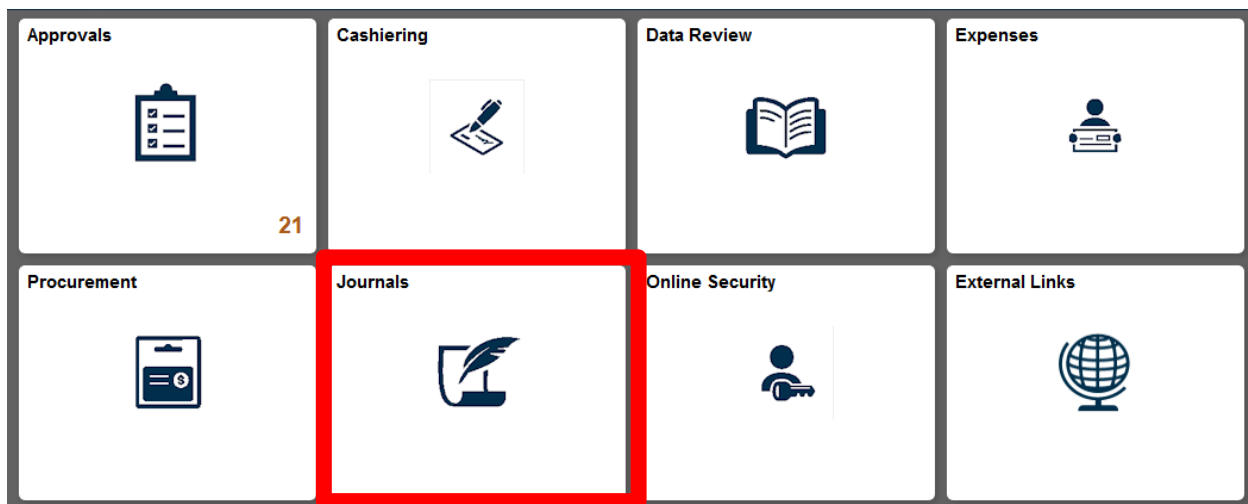 Approvals
Cashiering
Data Review
Expenses
21
Procurement
Journals
Online Security
External Links